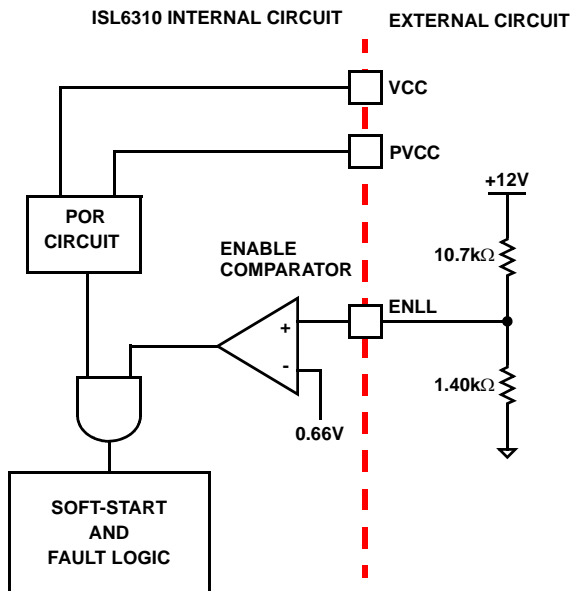 ISL6310 INTERNAL CIRCUIT
EXTERNAL CIRCUIT
VCC
PVCC
+12V
POR
CIRCUIT
10.7kΩ
ENABLE
COMPARATOR
ENLL
+
-
1.40kΩ
0.66V
SOFT-START
AND
FAULT LOGIC